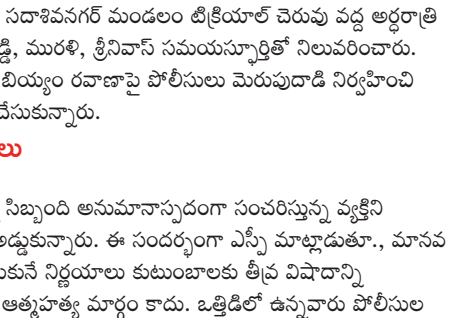 సదాశివనగర్ మండలం టిక్రియాల్ చెరువు వద్ద అర్ధరాత్రి
మురళి, శ్రీనివాస్ సమయస్ఫూర్తితో నిలువరించారు.
బియ్యం రవాణాపై పోలీసులు మెరుపుదాడి నిర్వహించి
సిబ్బంది అనుమానాస్పదంగా సంచరిస్తున్న వ్యక్తిని
అడ్డుకున్నారు. ఈ సందర్భంగా ఎస్పీ మాట్లాడుతూ., మానవ
నిర్ణయాలు కుటుంబాలకు తీవ్ర విషాదాన్ని
ఆత్మహత్య మార్గం కాదు. ఒత్తిడిలో ఉన్నవారు పోలీసుల